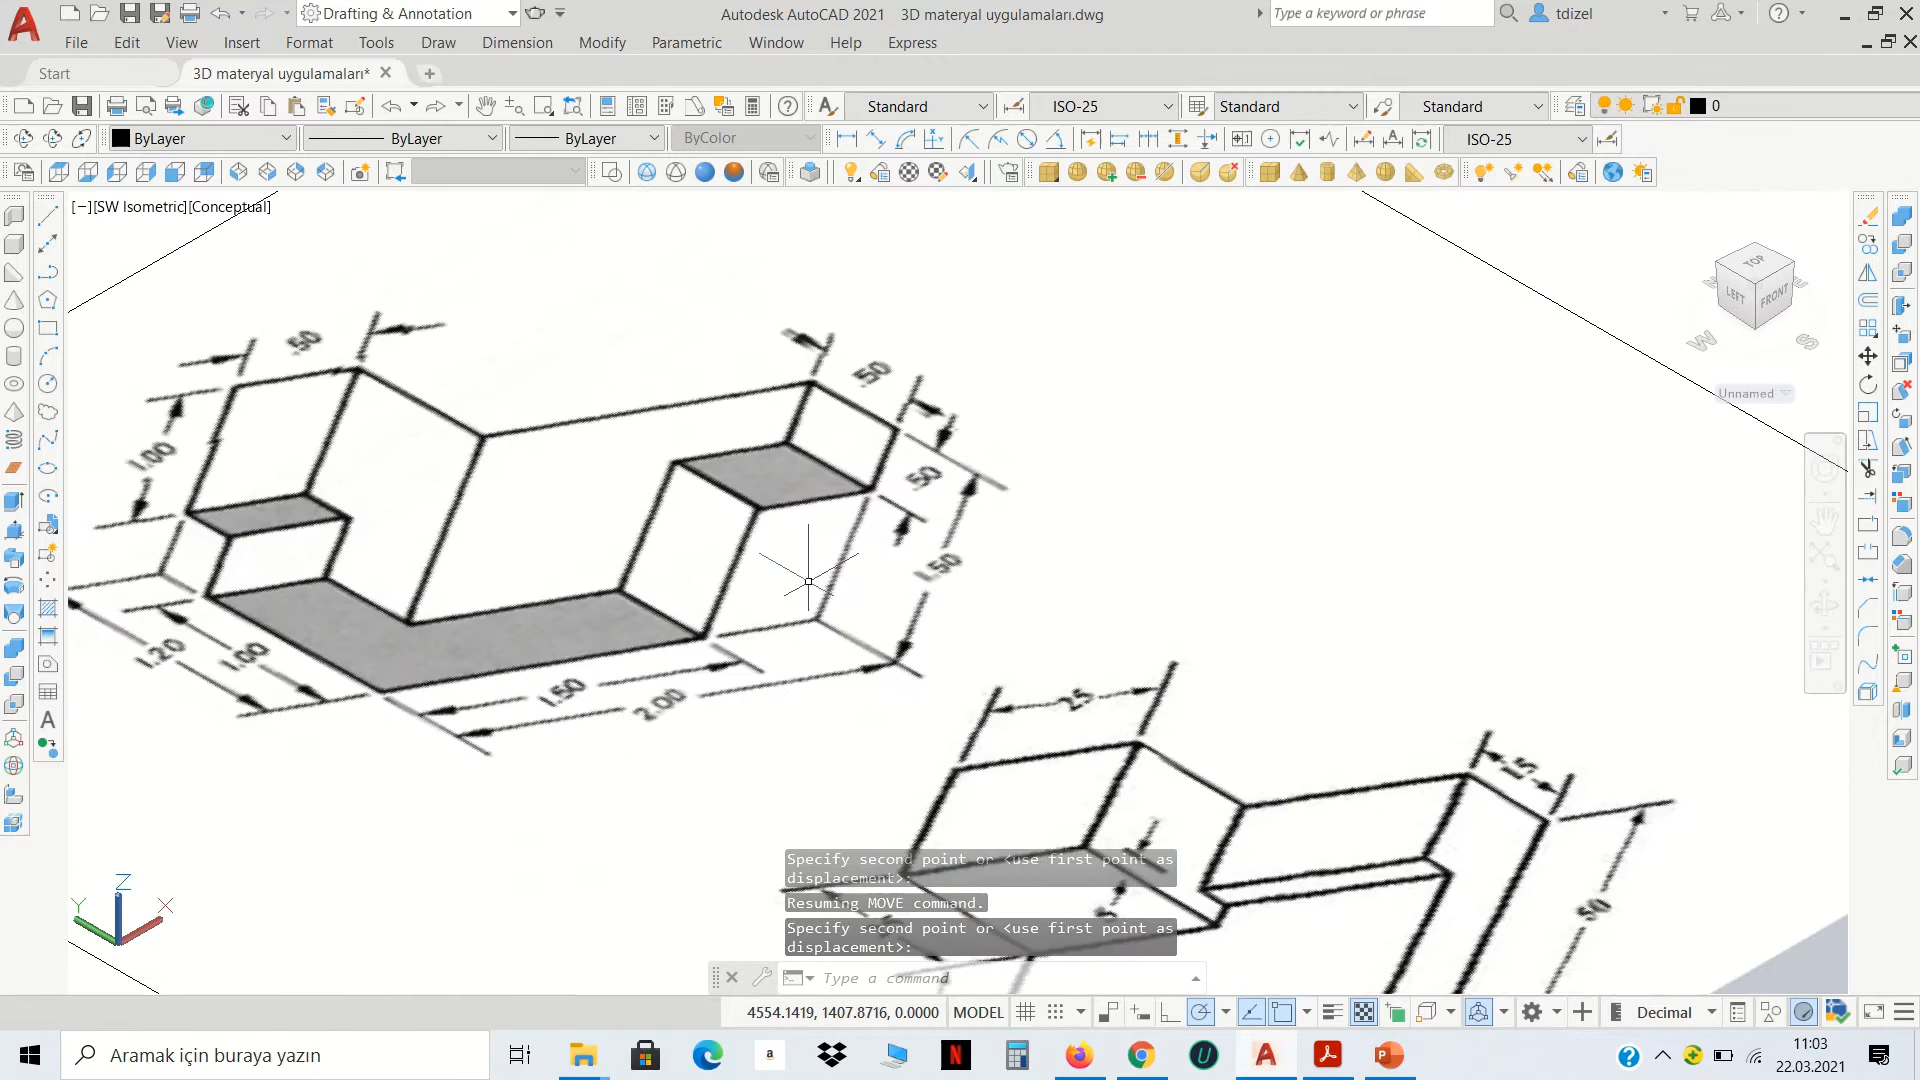 Drafting & Annotation
Autodesk AutoCAD 2021 3D materyal uygulamaları.dwg
Type a keyword or phrase
tdizel
File Edit View Insert Format Tools Draw Dimension Modify Parametric Window Help Express
Start
3D materyal uygulamaları*
Standard ISO-25 Standard Standard 0
ByLayer ByLayer ByLayer ByColor ISO-25
[−][SW Isometric][Conceptual]
TOP
LEFT FRONT
W S
Unnamed
.50
.50
1.00
.50
1.50
1.20
1.00
1.50
2.00
25
15
50
Z
Y X
Specify second point or <use first point as
displacement>:
Resuming MOVE command.
Specify second point or <use first point as
displacement>:
Type a command
4554.1419, 1407.8716, 0.0000 MODEL
Decimal
Aramak için buraya yazın
11:03
22.03.2021